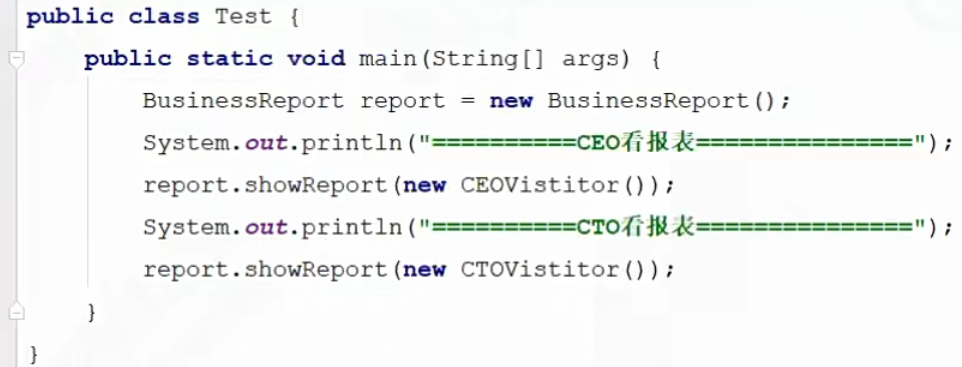 public class Test {
public static void main(String[] args) {
BusinessReport report = new BusinessReport();
System.out.println("==========CEO看报表===============");
report.showReport(new CEOVistitor());
System.out.println("==========CTO看报表===============");
report.showReport(new CTOVistitor());
}
}